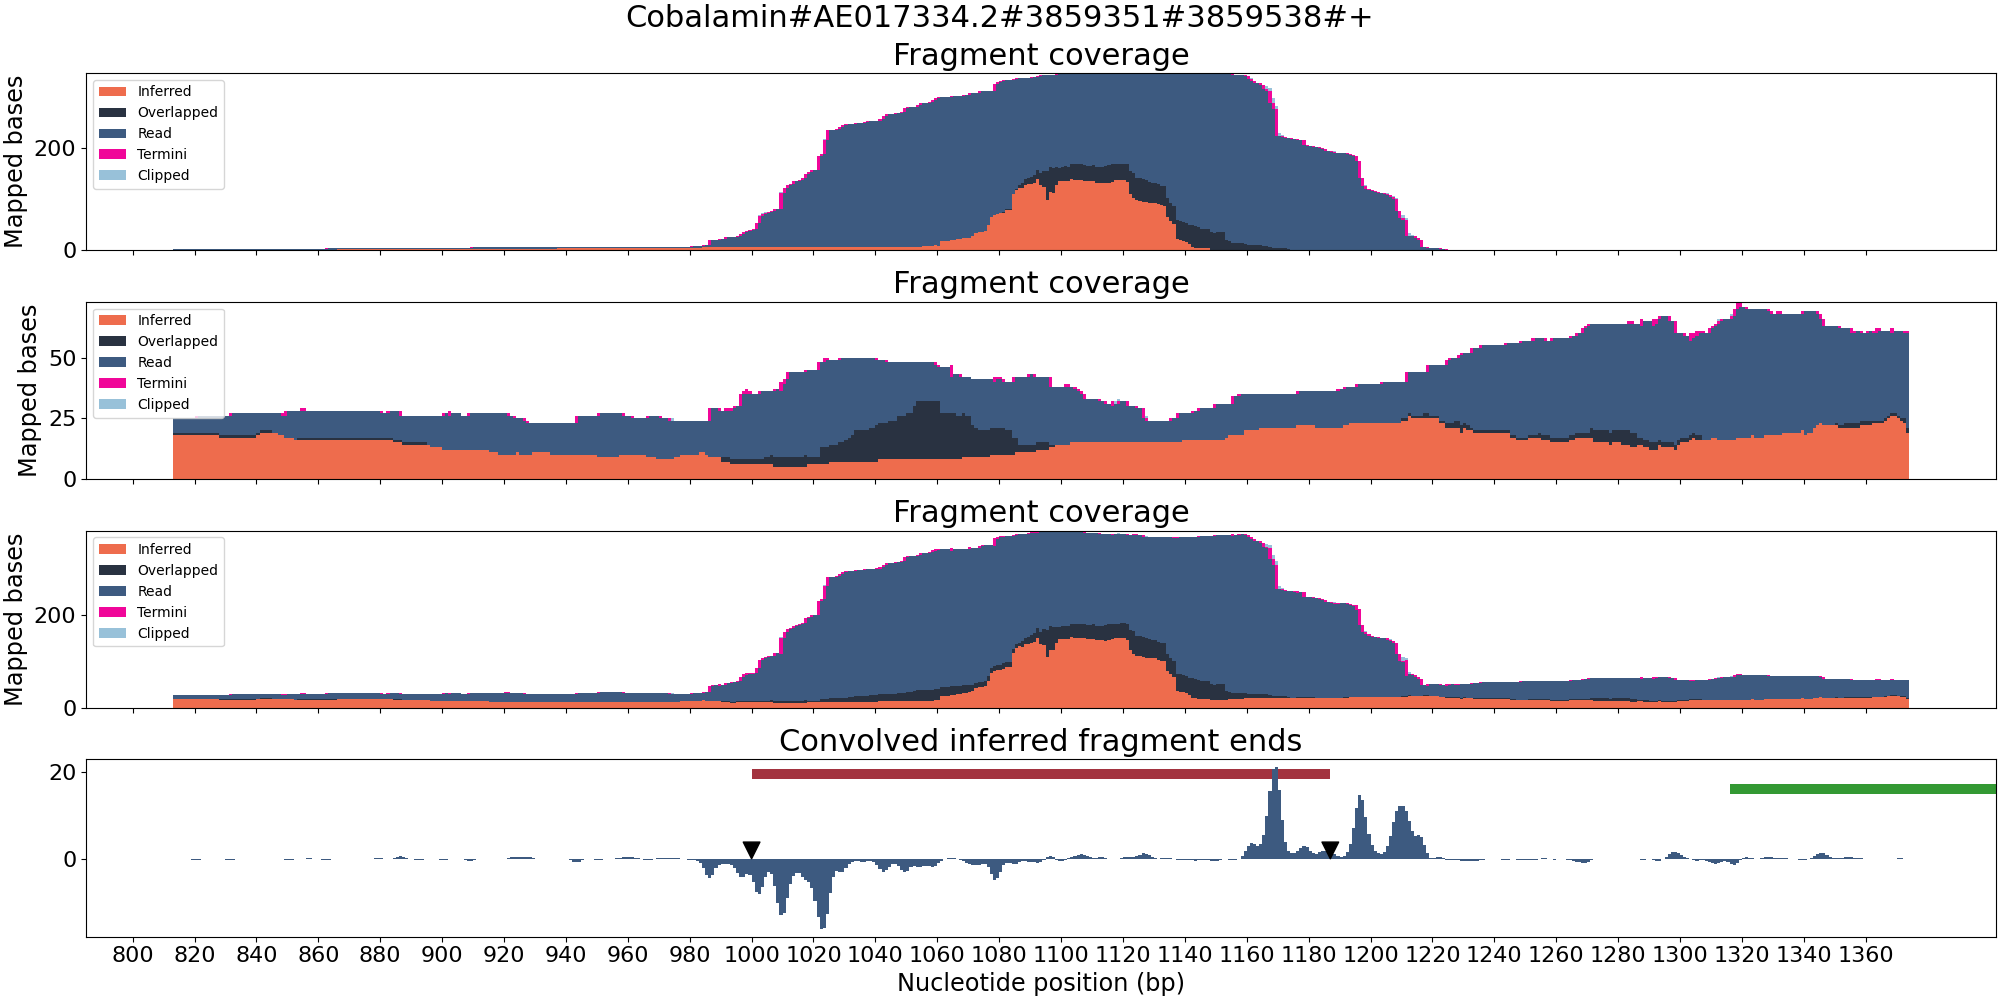 Cobalamin#AE017334.2#3859351#3859538#+
Fragment coverage
Mapped bases
200
0
Inferred
Overlapped
Read
Termini
Clipped
Fragment coverage
Mapped bases
50
25
0
Inferred
Overlapped
Read
Termini
Clipped
Fragment coverage
Mapped bases
200
0
Inferred
Overlapped
Read
Termini
Clipped
Convolved inferred fragment ends
20
0
800 820 840 860 880 900 920 940 960 980 1000 1020 1040 1060 1080 1100 1120 1140 1160 1180 1200 1220 1240 1260 1280 1300 1320 1340 1360
Nucleotide position (bp)